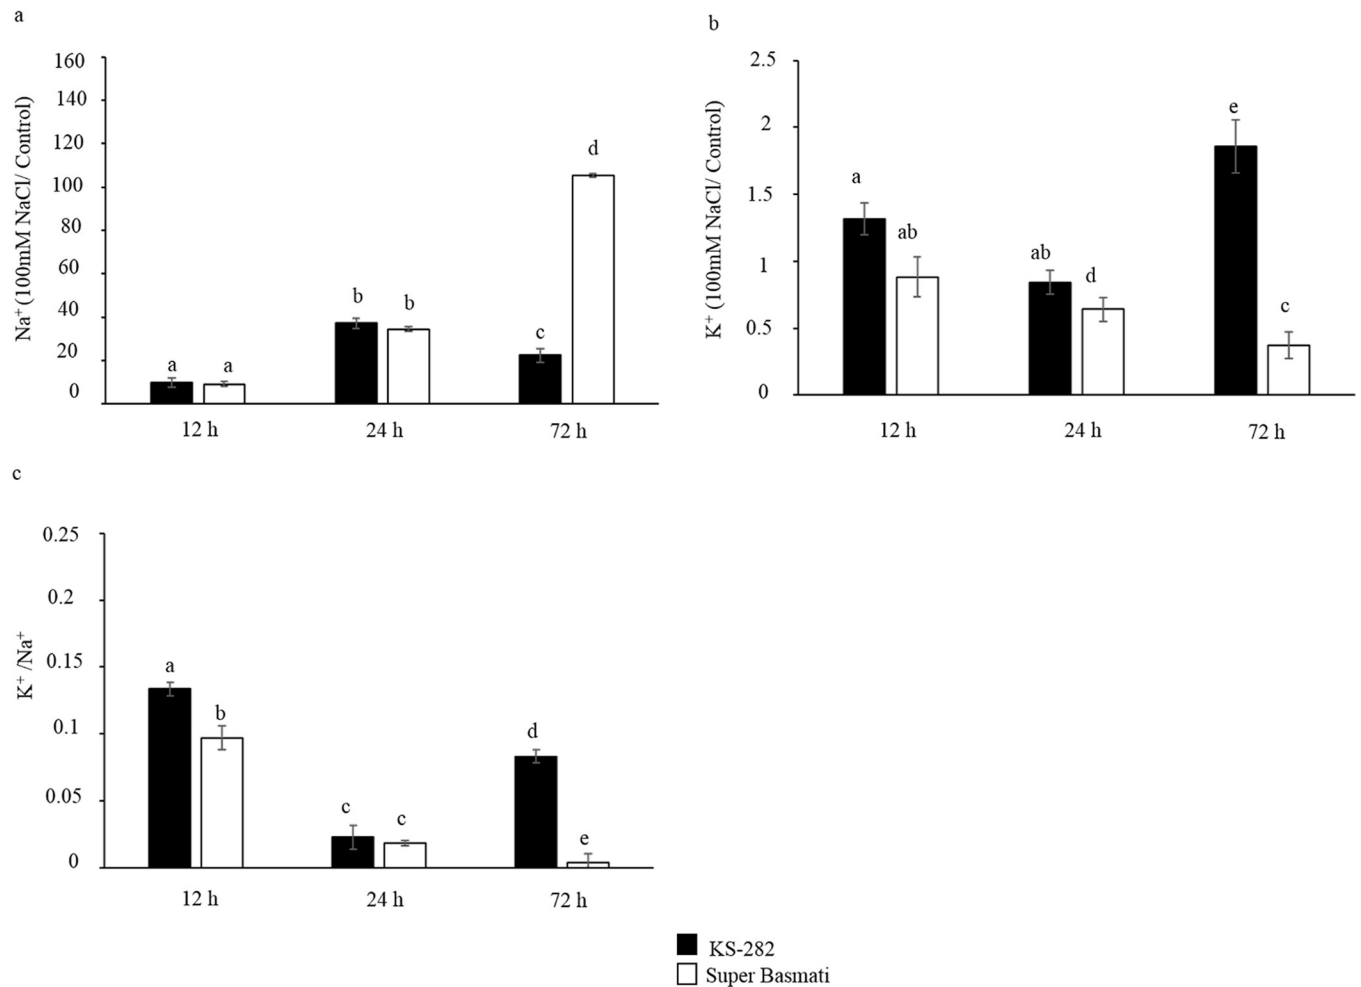 a
Na⁺(100mM NaCl/ Control)
160
140
120
100
80
60
40
20
0
a
a
b
b
c
d
12 h
24 h
72 h
b
K⁺ (100mM NaCl/ Control)
2.5
2
1.5
1
0.5
0
a
ab
ab
d
e
c
12 h
24 h
72 h
c
K⁺ /Na⁺
0.25
0.2
0.15
0.1
0.05
0
a
b
c
c
d
e
12 h
24 h
72 h
KS-282
Super Basmati